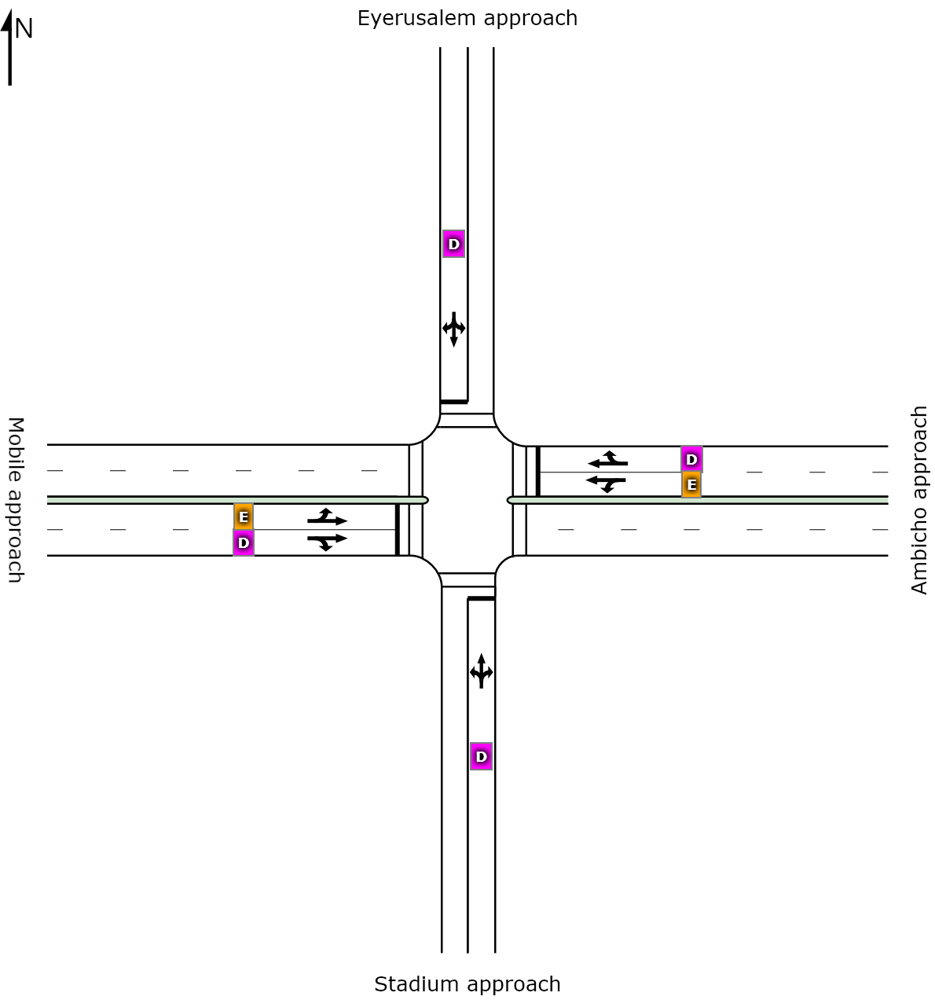 Eyerusalem approach
N
D
Mobile approach
D
E
E
D
Ambicho approach
D
Stadium approach